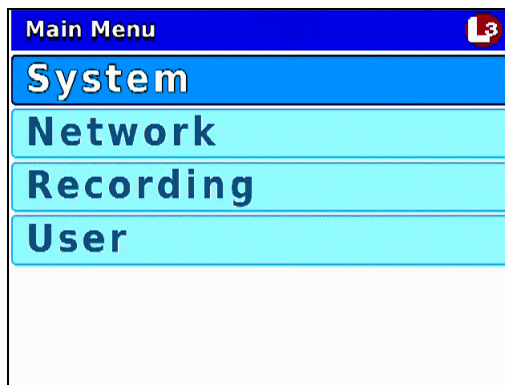 Main Menu
L3
System
Network
Recording
User